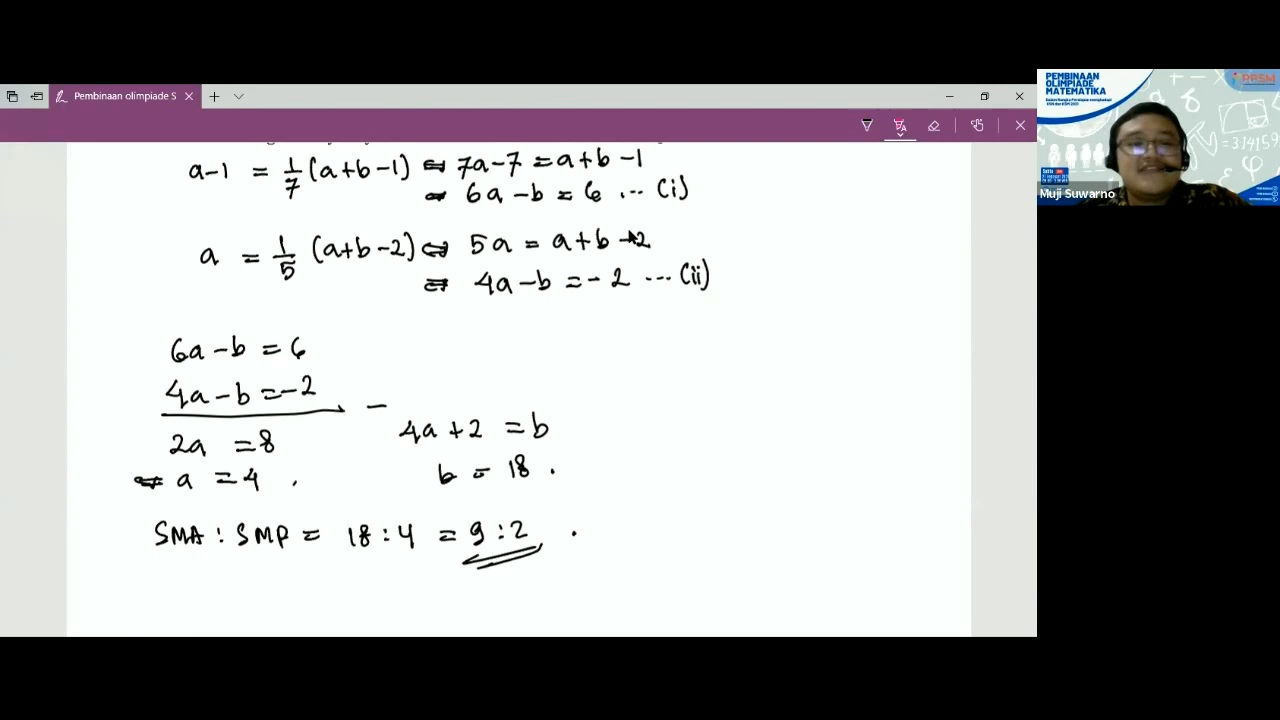 Pembinaan olimpiade S
a-1 = 1/7 (a+b-1) ⇔ 7a-7 = a+b-1
⇔ 6a-b = 6 ... (i)
a = 1/5 (a+b-2) ⇔ 5a = a+b-2
⇔ 4a-b = -2 ... (ii)
6a-b = 6
4a-b = -2
-
2a = 8
⇔ a = 4 .
4a+2 = b
b = 18 .
SMA : SMP = 18 : 4 = 9 : 2 .
PEMBINAAN
OLIMPIADE
MATEMATIKA
PPSM
=314159
φ
Muji Suwarno